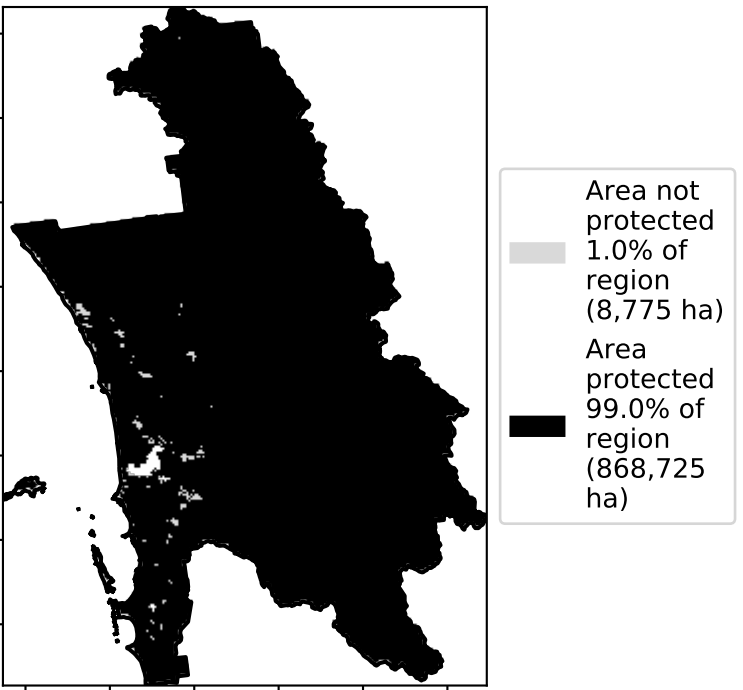 Area not
protected
1.0% of
region
(8,775 ha)
Area
protected
99.0% of
region
(868,725
ha)